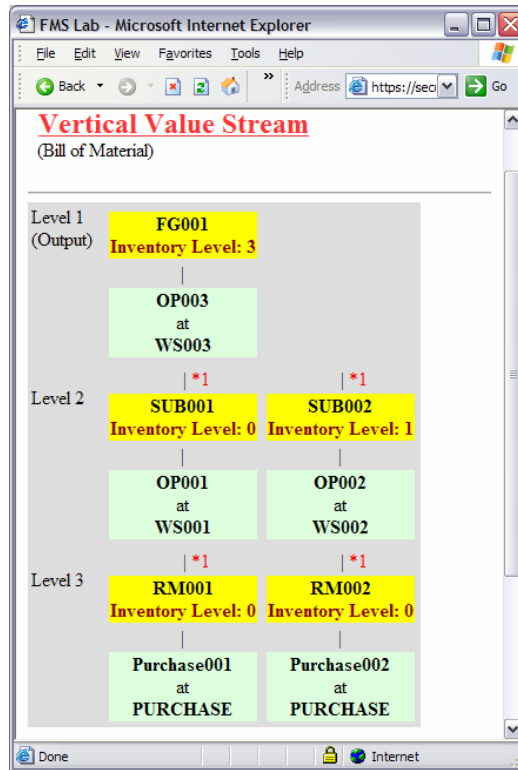 FMS Lab - Microsoft Internet Explorer
File Edit View Favorites Tools Help
Back » Address https://seci Go
Vertical Value Stream
(Bill of Material)
Level 1
(Output)
FG001
Inventory Level: 3
OP003
at
WS003
*1 *1
Level 2
SUB001 SUB002
Inventory Level: 0 Inventory Level: 1
OP001 OP002
at at
WS001 WS002
*1 *1
Level 3
RM001 RM002
Inventory Level: 0 Inventory Level: 0
Purchase001 Purchase002
at at
PURCHASE PURCHASE
Done Internet